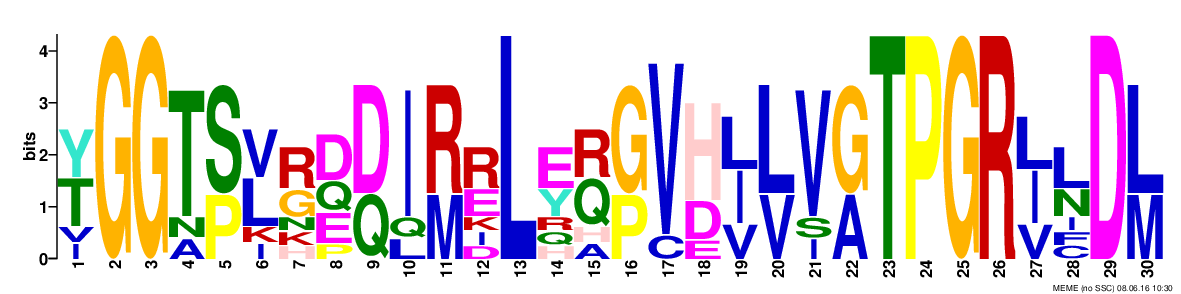 bits
4
3
2
1
0
Y G G T S V R D D I R R L E R G V H L L V G T P G R L L D L
T N P L G Q Q Q M E Y Q P C D I V S A I N M
V A K N E L K R H E V I V F
I K P I Q A C
H D H
1 2 3 4 5 6 7 8 9 10 11 12 13 14 15 16 17 18 19 20 21 22 23 24 25 26 27 28 29 30
MEME (no SSC) 08.06.16 10:30